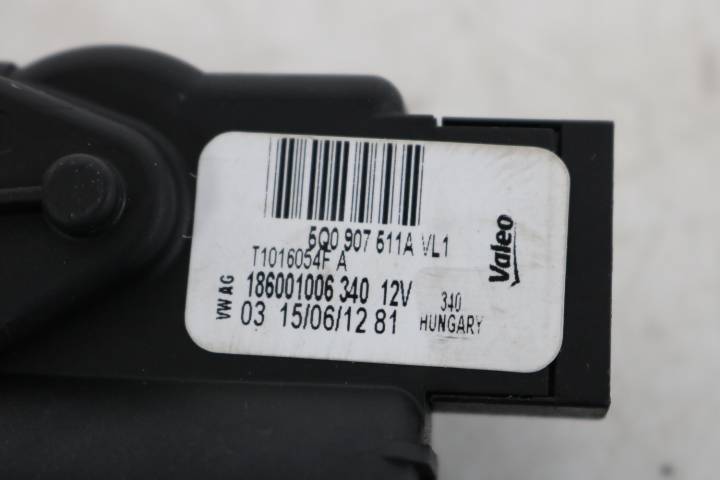 5Q0 907 511A VL1
T1016054F A
186001006 340 12V
03 15/06/12 81
VW AG
340
HUNGARY
Valeo